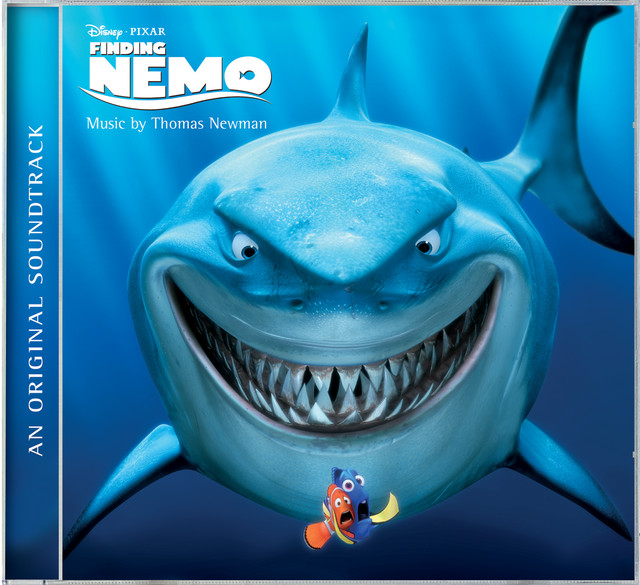 Disney · PIXAR
FINDING
NEMO
Music by Thomas Newman
AN ORIGINAL SOUNDTRACK